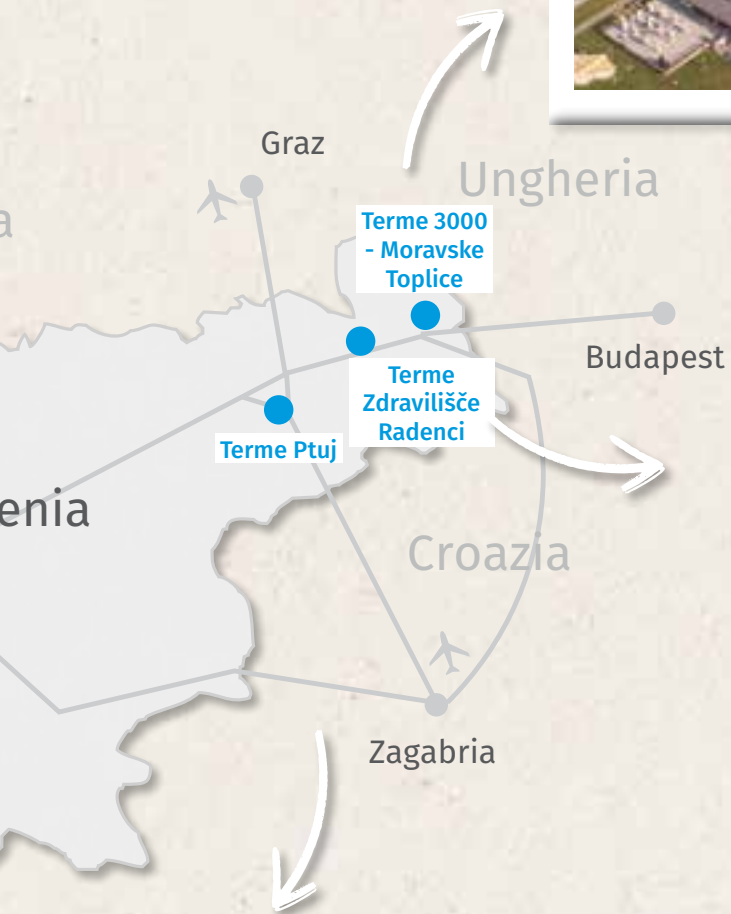 Graz
Ungheria
a
Terme 3000
- Moravske
Toplice
Budapest
Terme
Zdravilišče
Radenci
Terme Ptuj
enia
Croazia
Zagabria